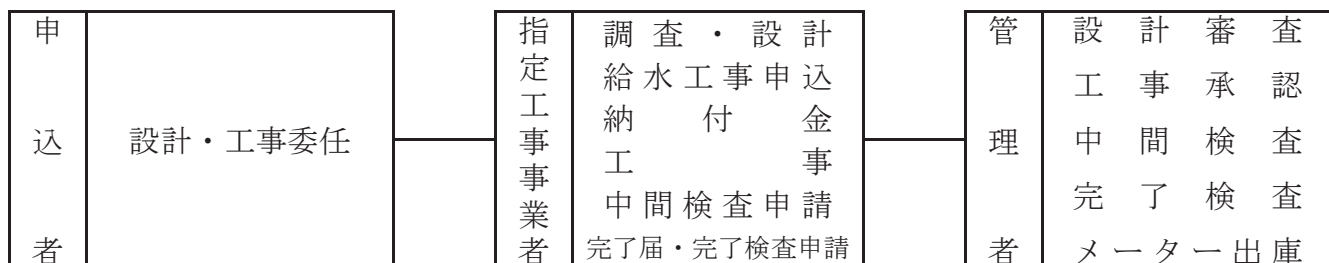 申込者
設計・工事委任
指定工事事業者
調査・設計
給水工事申込
納付金
工事
中間検査申請
完了届・完了検査申請
管理者
設計審査
工事承認
中間検査
完了検査
メーター出庫